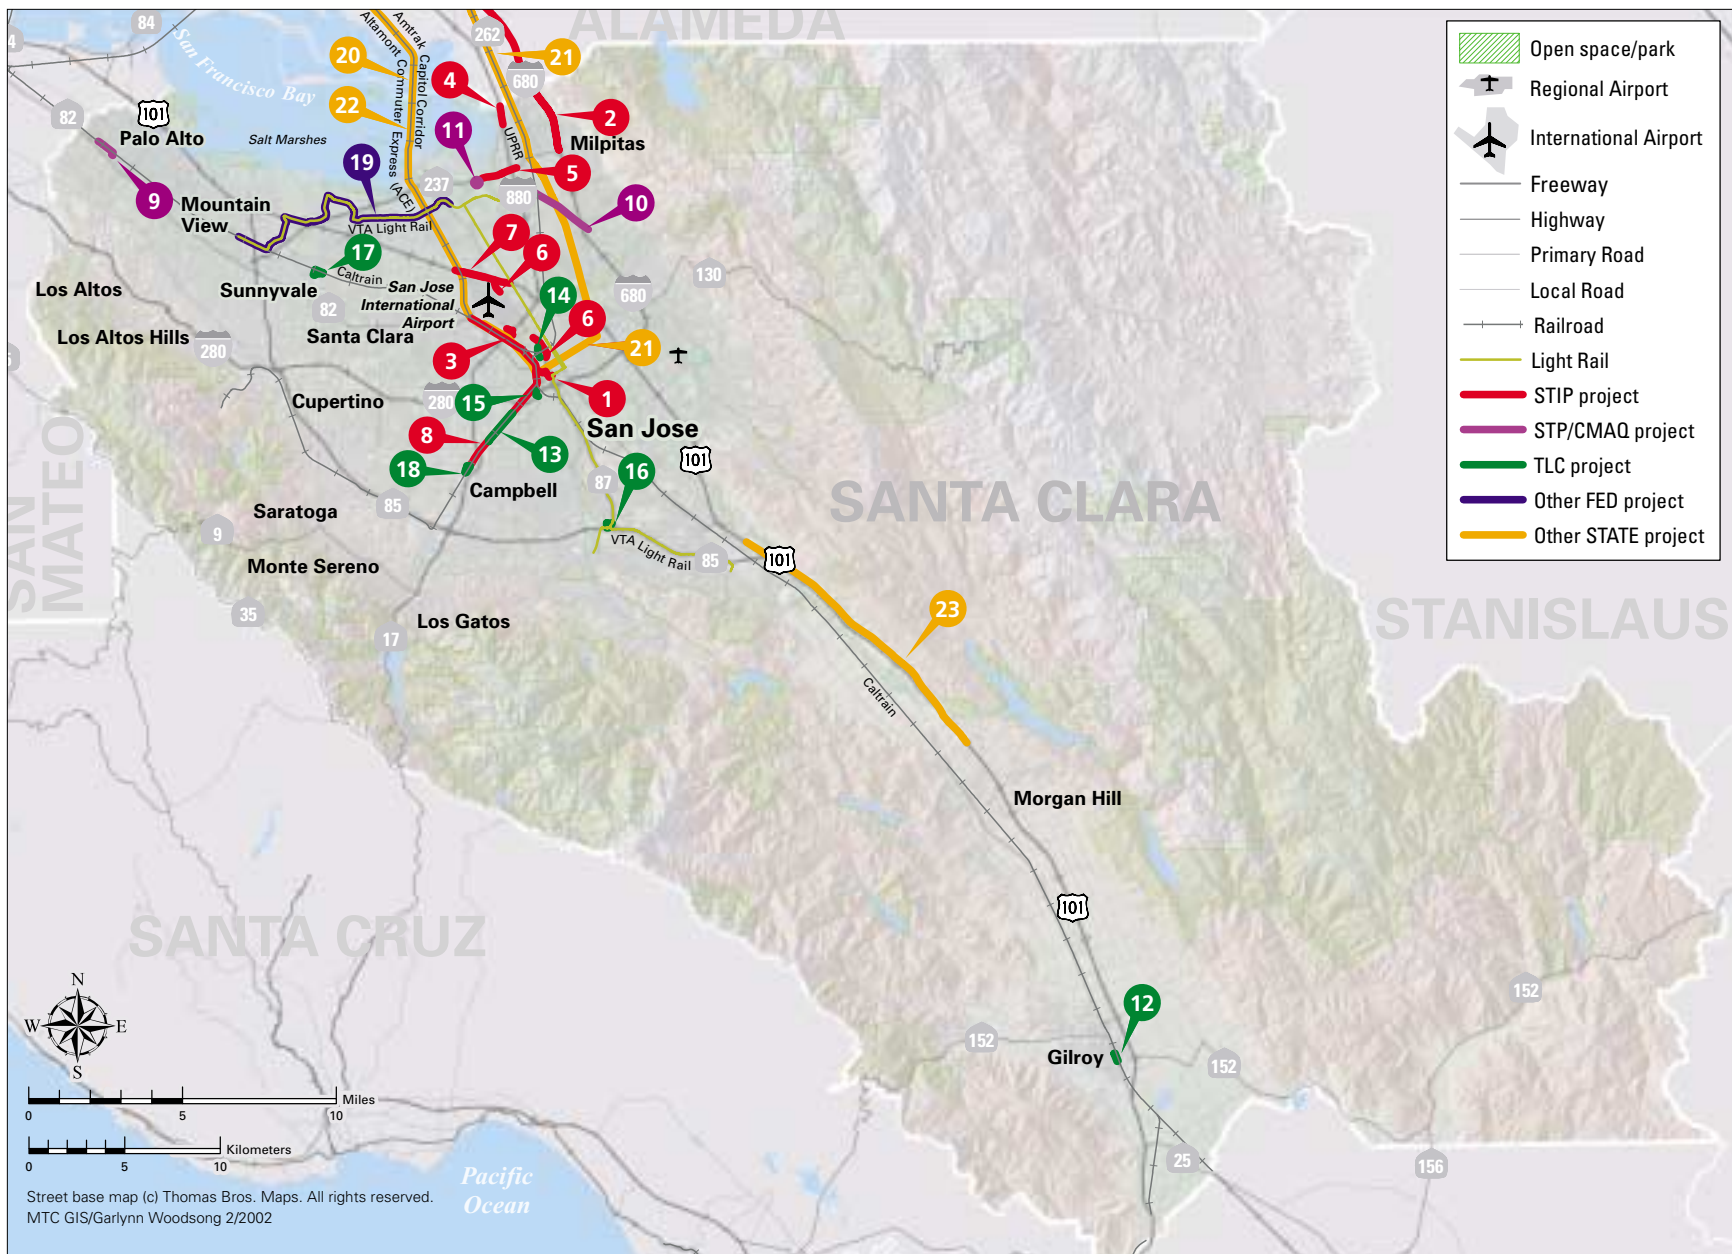 ALAMEDA
84
262
Amtrak Capitol Corridor
Altamont Commuter Express (ACE)
San Francisco Bay
20
21
4
680
22
2
82
101
Palo Alto
Salt Marshes
11
UPRR
Milpitas
19
5
237
880
9
Mountain
View
10
VTA Light Rail
7
6
17
Caltrain
130
Sunnyvale
San Jose
International
Airport
14
680
Los Altos
82
6
Santa Clara
Los Altos Hills
280
3
21
Cupertino
280
15
1
San Jose
8
13
101
18
16
Campbell
87
SANTA CLARA
Saratoga
85
9
VTA Light Rail
85
101
Monte Sereno
SAN
MATEO
35
Los Gatos
17
23
STANISLAUS
Caltrain
Morgan Hill
101
SANTA CRUZ
12
152
152
Gilroy
152
25
156
N
W E
S
Miles
0 5 10
Kilometers
0 5 10
Pacific
Ocean
Street base map (c) Thomas Bros. Maps. All rights reserved.
MTC GIS/Garlynn Woodsong 2/2002
Open space/park
Regional Airport
International Airport
Freeway
Highway
Primary Road
Local Road
Railroad
Light Rail
STIP project
STP/CMAQ project
TLC project
Other FED project
Other STATE project